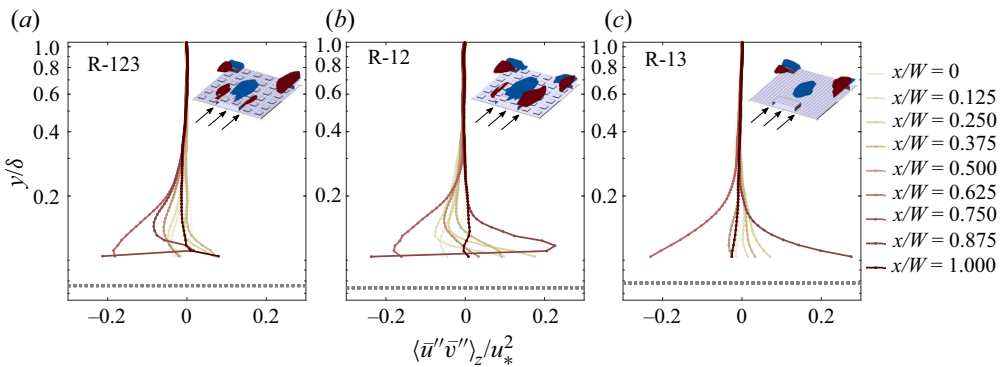 (a) (b) (c)
R-123 R-12 R-13
y/δ
1.0
0.8
0.6
0.4
0.2
1.0
0.8
0.6
0.4
0.2
1.0
0.8
0.6
0.4
0.2
–0.2 0 0.2 –0.2 0 0.2 –0.2 0 0.2
⟨ū″v̄″⟩z/u*²
x/W = 0
x/W = 0.125
x/W = 0.250
x/W = 0.375
x/W = 0.500
x/W = 0.625
x/W = 0.750
x/W = 0.875
x/W = 1.000